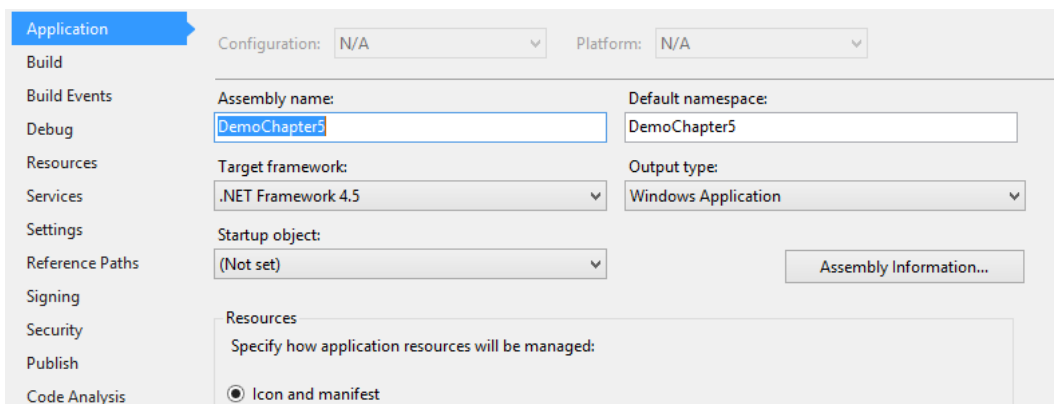 Application
Build
Build Events
Debug
Resources
Services
Settings
Reference Paths
Signing
Security
Publish
Code Analysis
Configuration: N/A Platform: N/A
Assembly name: Default namespace:
DemoChapter5 DemoChapter5
Target framework: Output type:
.NET Framework 4.5 Windows Application
Startup object:
(Not set) Assembly Information...
Resources
Specify how application resources will be managed:
Icon and manifest